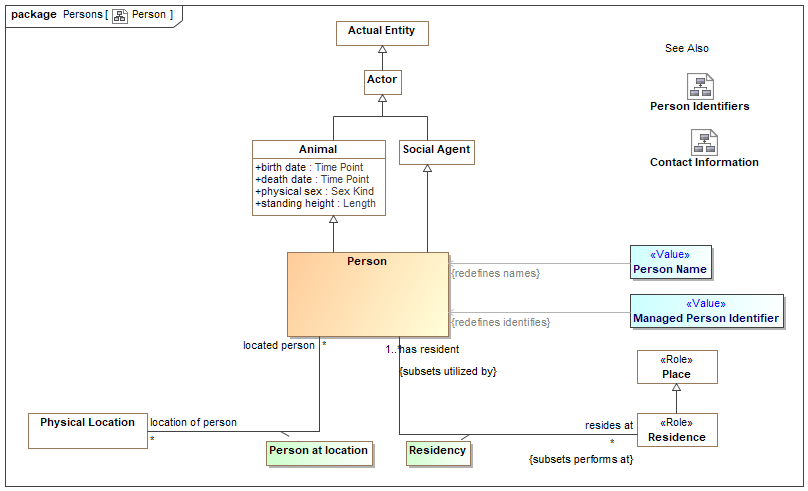 package Persons [ Person ]
Actual Entity
See Also
Actor
Person Identifiers
Animal
+birth date : Time Point
+death date : Time Point
+physical sex : Sex Kind
+standing height : Length
Social Agent
Contact Information
Person
«Value»
Person Name
{redefines names}
«Value»
Managed Person Identifier
{redefines identifies}
located person *
1..* has resident
{subsets utilized by}
«Role»
Place
Physical Location
location of person
*
Person at location
Residency
resides at
*
{subsets performs at}
«Role»
Residence